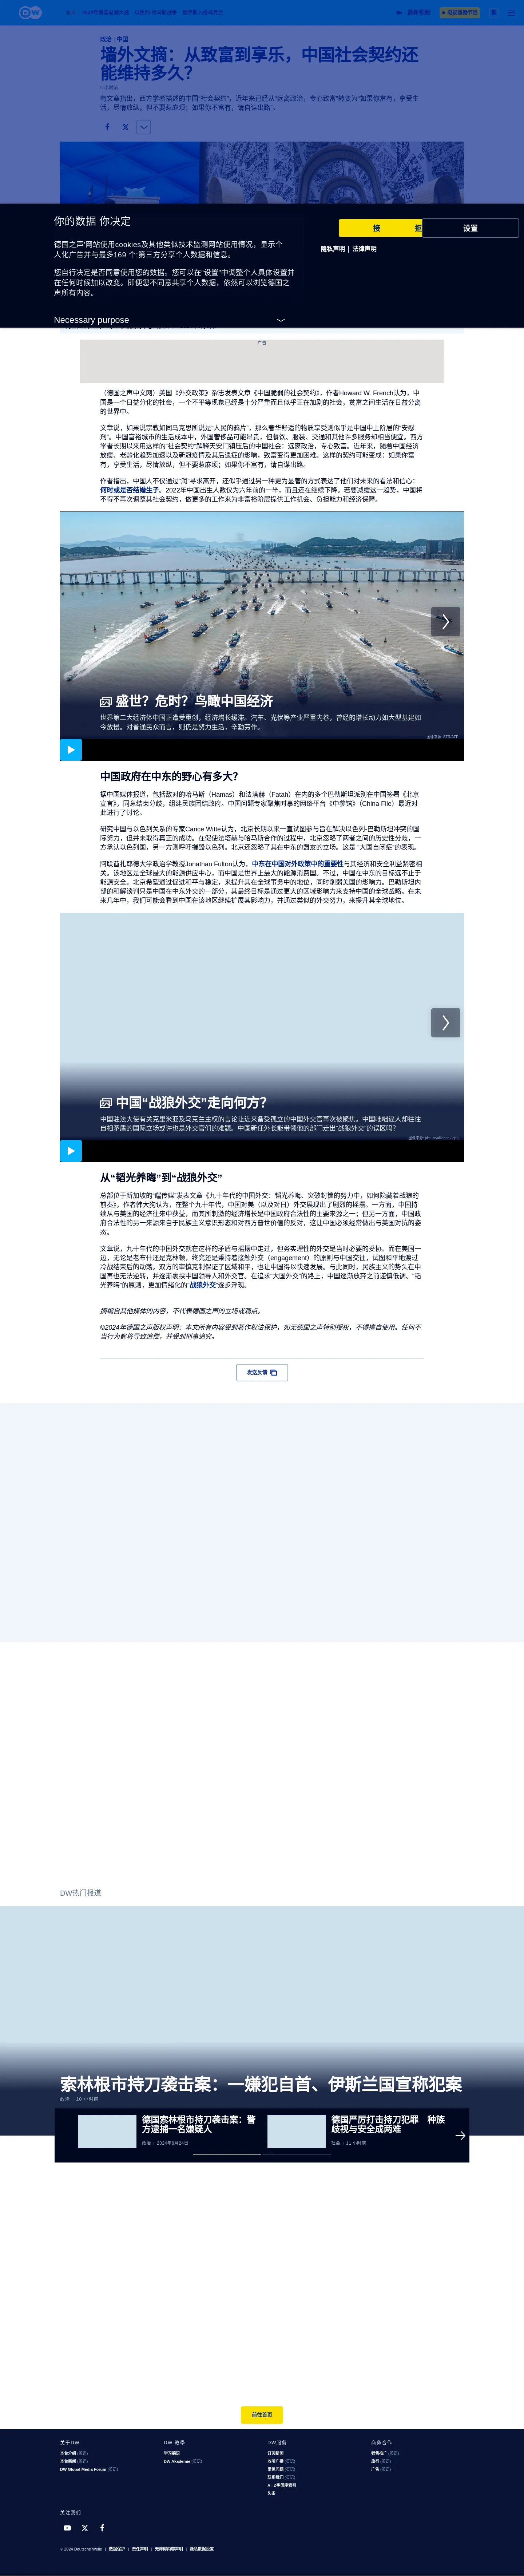 DW
最新视频
电视直播节目
政治 | 中国
墙外文摘：从致富到享乐，中国社会契约还
能维持多久？
有文章指出，西方学者描述的中国“社会契约”，近年来已经从“远离政治，专心致富”转变为“如果你富有，享受生
活，尽情放纵，但不要惹麻烦；如果你不富有，请自谋出路”。
你的数据 你决定
接
拒
设置
隐私声明 | 法律声明
德国之声’网站使用cookies及其他类似技术监测网站使用情况，显示个
人化广告并与最多169 个;第三方分享个人数据和信息。
您自行决定是否同意使用您的数据。您可以在“设置”中调整个人具体设置并
在任何时候加以改变。即便您不同意共享个人数据，依然可以浏览德国之
声所有内容。
Necessary purpose
广告
（德国之声中文网）美国《外交政策》杂志发表文章《中国脆弱的社会契约》，作者Howard W. French认为，中
国是一个日益分化的社会，一个不平等现象已经是十分严重而且似乎正在加剧的社会，贫富之间生活在日益分离
的世界中。
文章说，如果说宗教如同马克思所说是“人民的鸦片”，那么奢华舒适的物质享受则似乎是中国中上阶层的“安慰
剂”。中国富裕城市的生活成本中，外国奢侈品可能昂贵，但餐饮、服装、交通和其他许多服务却相当便宜。西方
学者长期以来用这样的“社会契约”解释天安门镇压后的中国社会：远离政治，专心致富。近年来，随着中国经济
放缓、老龄化趋势加速以及新冠疫情及其后遗症的影响，致富变得更加困难。这样的契约可能变成：如果你富
有，享受生活，尽情放纵，但不要惹麻烦；如果你不富有，请自谋出路。
作者指出，中国人不仅通过“润”寻求离开，还似乎通过另一种更为显著的方式表达了他们对未来的看法和信心：
何时或是否结婚生子。2022年中国出生人数仅为六年前的一半，而且还在继续下降。若要减缓这一趋势，中国将
不得不再次调整其社会契约，做更多的工作来为非富裕阶层提供工作机会、负担能力和经济保障。
盛世？危时？鸟瞰中国经济
世界第二大经济体中国正遭受重创，经济增长缓深。汽车、光伏等产业严重内卷，曾经的增长动力如大型基建如
今放慢。对普通民众而言，则仍是努力生活，辛勤劳作。
图像来源: STR/AFP
中国政府在中东的野心有多大？
据中国媒体报道，包括敌对的哈马斯（Hamas）和法塔赫（Fatah）在内的多个巴勒斯坦派别在中国签署《北京
宣言》，同意结束分歧，组建民族团结政府。中国问题专家聚焦时事的网络平台《中参馆》（China File）最近对
此进行了讨论。
研究中国与以色列关系的专家Carice Witte认为，北京长期以来一直试图参与旨在解决以色列-巴勒斯坦冲突的国
际努力，但并未取得真正的成功。在促使法塔赫与哈马斯合作的过程中，北京忽略了两者之间的历史性分歧，一
方承认以色列国，另一方则呼吁摧毁以色列。北京还忽略了其在中东的盟友的立场。这是 “大国自闭症”的表现。
阿联酋扎耶德大学政治学教授Jonathan Fulton认为，中东在中国对外政策中的重要性与其经济和安全利益紧密相
关。该地区是全球最大的能源供应中心，而中国是世界上最大的能源消费国。不过，中国在中东的目标远不止于
能源安全。北京希望通过促进和平与稳定，来提升其在全球事务中的地位，同时削弱美国的影响力。巴勒斯坦内
部的和解谈判只是中国在中东外交的一部分，其最终目标是通过更大的区域影响力来支持中国的全球战略。在未
来几年中，我们可能会看到中国在该地区继续扩展其影响力，并通过类似的外交努力，来提升其全球地位。
中国“战狼外交”走向何方？
中国驻法大使有关克里米亚及乌克兰主权的言论让近来备受孤立的中国外交官再次被聚焦。中国咄咄逼人却往往
自相矛盾的国际立场或许也是外交官们的难题。中国新任外长能带领他的部门走出“战狼外交”的误区吗？
图像来源: picture-alliance / dpa
从“韬光养晦”到“战狼外交”
总部位于新加坡的“端传媒”发表文章《九十年代的中国外交：韬光养晦、突破封锁的努力中，如何隐藏着战狼的
前奏》。作者韩大狗认为，在整个九十年代，中国对美（以及对日）外交展现出了剧烈的摇摆。一方面，中国持
续从与美国的经济往来中获益，而其所刺激的经济增长是中国政府合法性的主要来源之一；但另一方面，中国政
府合法性的另一来源来自于民族主义意识形态和对西方普世价值的反对，这让中国必须经常做出与美国对抗的姿
态。
文章说，九十年代的中国外交就在这样的矛盾与摇摆中走过，但务实理性的外交是当时必要的妥协。而在美国一
边，无论是老布什还是克林顿，终究还是秉持着接触外交（engagement）的原则与中国交往，试图和平地渡过
冷战结束后的动荡。双方的审慎克制保证了区域和平，也让中国得以快速发展。与此同时，民族主义的势头在中
国再也无法逆转，并逐渐裹挟中国领导人和外交官。在追求“大国外交”的路上，中国逐渐放弃了前谨慎低调、“韬
光养晦”的原则，更加情绪化的“战狼外交”逐步浮现。
摘编自其他媒体的内容，不代表德国之声的立场或观点。
©2024年德国之声版权声明：本文所有内容受到著作权法保护，如无德国之声特别授权，不得擅自使用。任何不
当行为都将导致追偿，并受到刑事追究。
发送反馈
DW热门报道
索林根市持刀袭击案：一嫌犯自首、伊斯兰国宣称犯案
政治 | 10 小时前
德国索林根市持刀袭击案：警
方逮捕一名嫌疑人
政治 | 2024年8月24日
德国严厉打击持刀犯罪　种族
歧视与安全成两难
社会 | 11 小时前
前往首页
关于DW
本台介绍 (英语)
本台新闻 (英语)
DW Global Media Forum (英语)
DW 教学
学习德语
DW Akademie (英语)
DW服务
订阅新闻
收听广播 (英语)
常见问题 (英语)
联系我们 (英语)
A - Z字母序索引
头条
商务合作
销售推广 (英语)
旅行 (英语)
广告 (英语)
关注我们
© 2024 Deutsche Welle | 数据保护 | 责任声明 | 无障碍内容声明 | 隐私数据设置